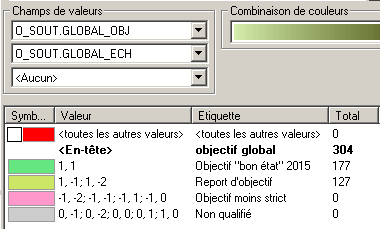 Champs de valeurs
Combinaison de couleurs
O_SOUT.GLOBAL_OBJ
O_SOUT.GLOBAL_ECH
<Aucun>
Symb... Valeur Etiquette Total
<toutes les autres valeurs> <toutes les autres valeurs> 0
<En-tête> objectif global 304
1, 1 Objectif "bon état" 2015 177
1, -1; 1, -2 Report d'objectif 127
-1, -2; -1, -1; -1, 1; -1, 0 Objectif moins strict 0
0, -1; 0, -2; 0, 0; 0, 1; 1, 0 Non qualifié 0